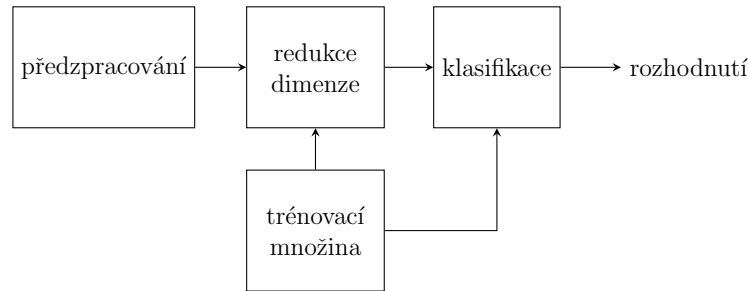 předzpracování
redukce
dimenze
klasifikace
rozhodnutí
trénovací
množina